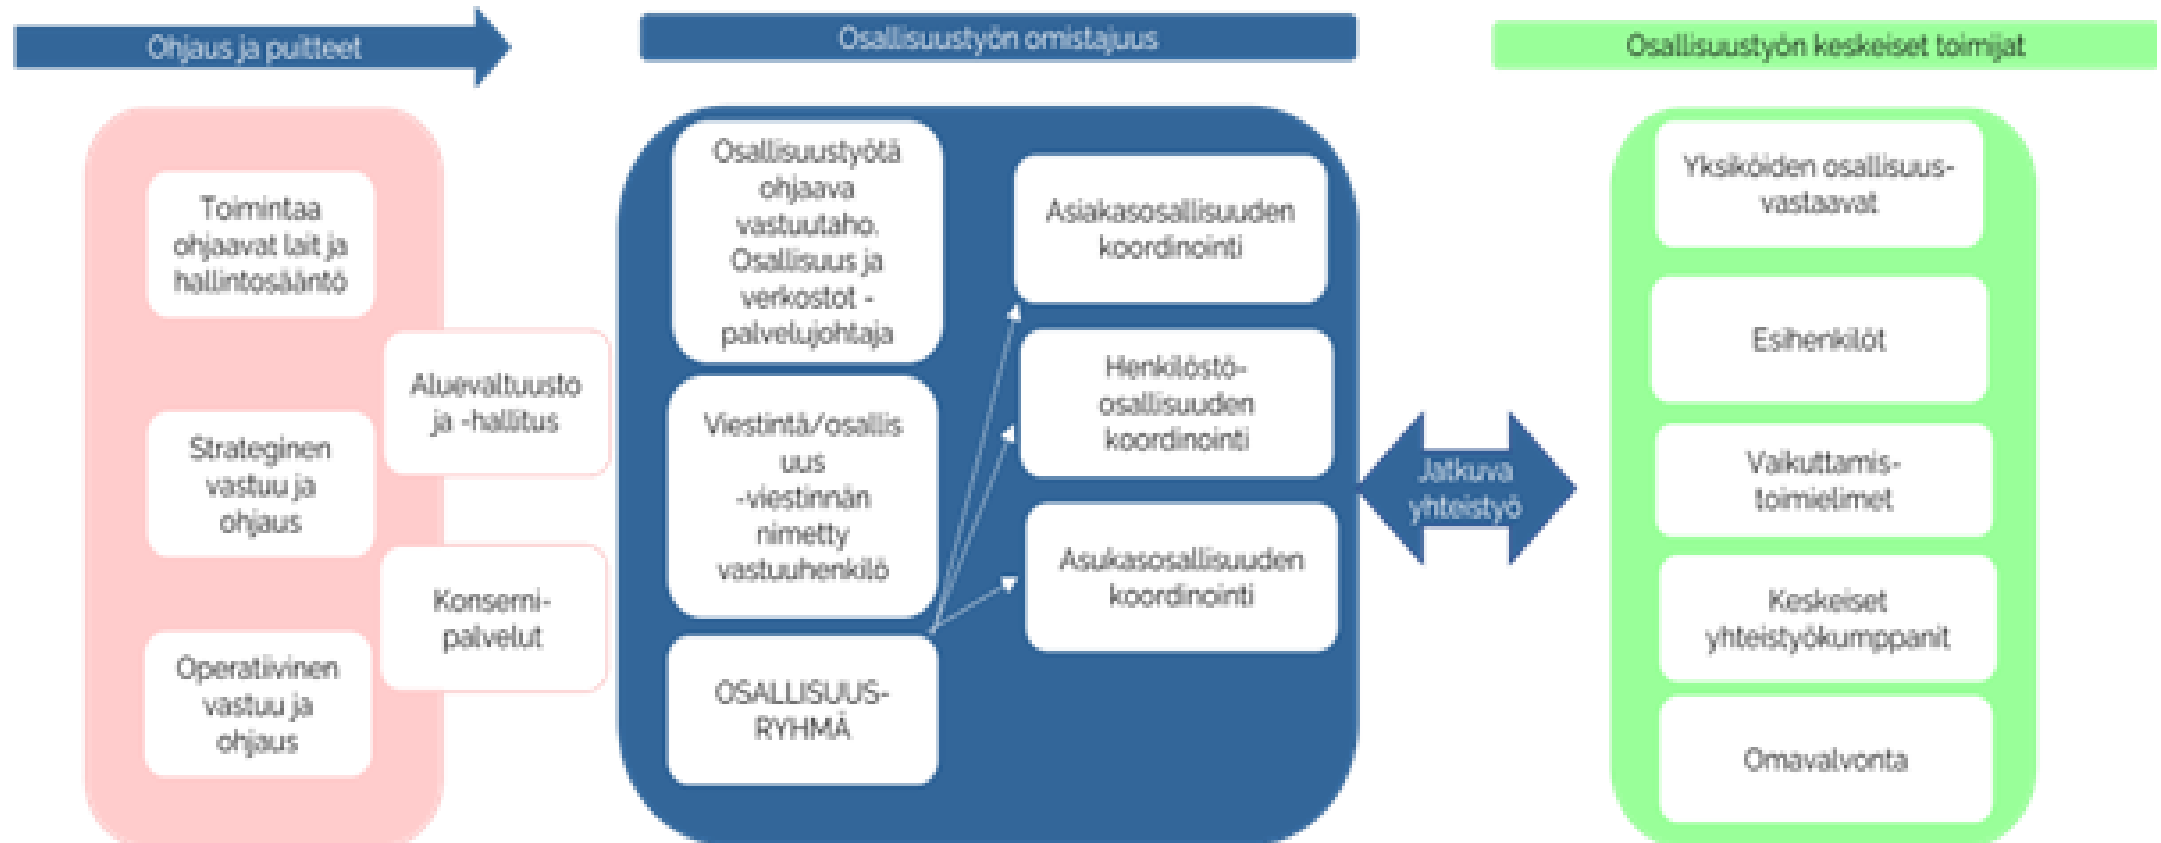 Ohjaus ja puitteet
Osallisuustyön omistajuus
Osallisuustyön keskeiset toimijat
Toimintaa
ohjaavat lait ja
hallintosääntö
Strateginen
vastuu ja
ohjaus
Operatiivinen
vastuu ja
ohjaus
Aluevaltuusto
ja -hallitus
Konserni-
palvelut
Osallisuustyötä
ohjaava
vastuutaho.
Osallisuus ja
verkostot -
palvelujohtaja
Viestintä/osallis
uus
-viestinnän
nimetty
vastuuhenkilö
OSALLISUUS-
RYHMÄ
Asiakasosallisuuden
koordinointi
Henkilöstö-
osallisuuden
koordinointi
Asukasosallisuuden
koordinointi
Jatkuva
yhteistyö
Yksiköiden osallisuus-
vastaavat
Esihenkilöt
Vaikuttamis-
toimielimet
Keskeiset
yhteistyökumppanit
Omavalvonta